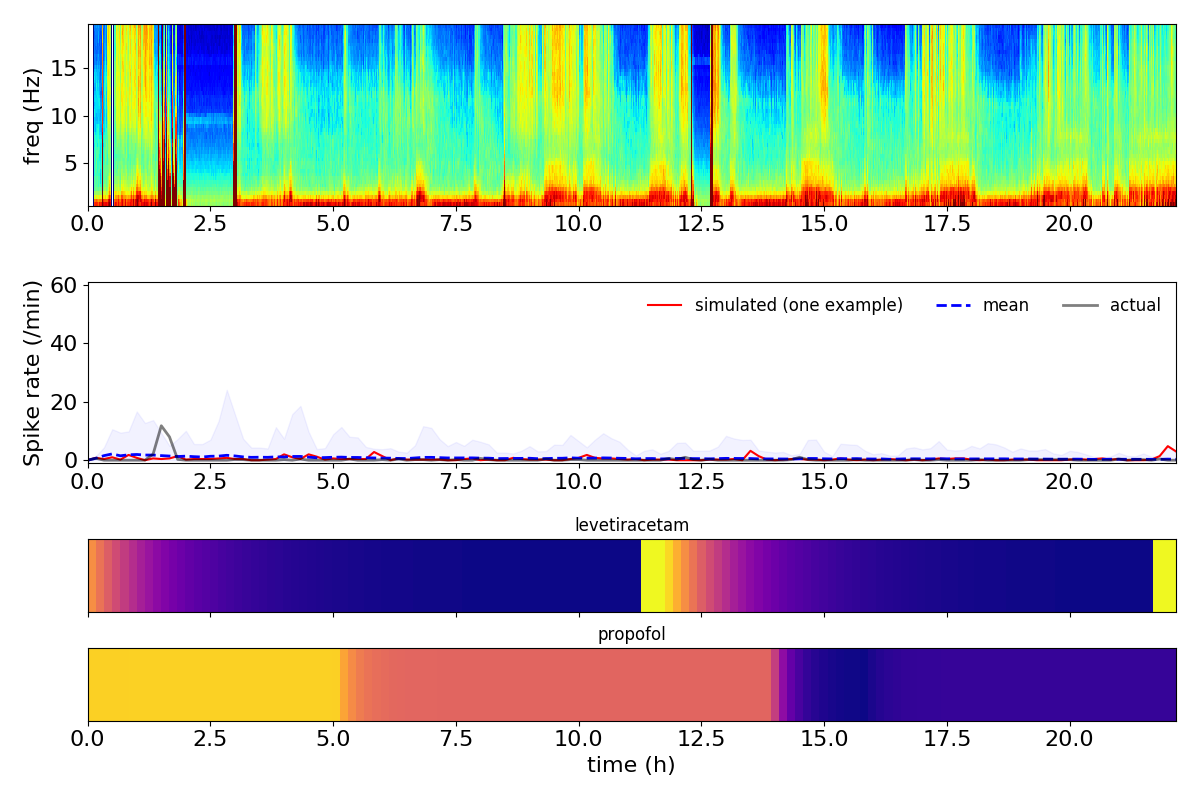 freq (Hz)
15
10
5
0.0 2.5 5.0 7.5 10.0 12.5 15.0 17.5 20.0
Spike rate (/min)
60
40
20
0
simulated (one example) mean actual
0.0 2.5 5.0 7.5 10.0 12.5 15.0 17.5 20.0
levetiracetam
propofol
0.0 2.5 5.0 7.5 10.0 12.5 15.0 17.5 20.0
time (h)